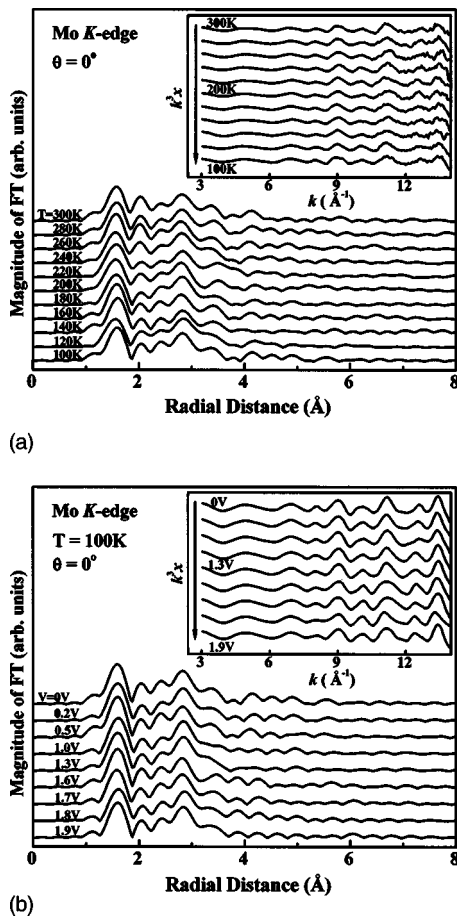 Mo K-edge
θ = 0°
300K
200K
100K
k³χ
3 6 9 12
k ( Å⁻¹)
Magnitude of FT (arb. units)
T=300K
280K
260K
240K
220K
200K
180K
160K
140K
120K
100K
0 2 4 6 8
Radial Distance (Å)
(a)
Mo K-edge
T = 100K
θ = 0°
0V
1.3V
1.9V
k³χ
3 6 9 12
k ( Å⁻¹)
Magnitude of FT (arb. units)
V=0V
0.2V
0.5V
1.0V
1.3V
1.6V
1.7V
1.8V
1.9V
0 2 4 6 8
Radial Distance (Å)
(b)